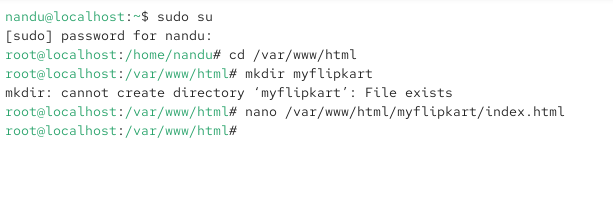 nandu@localhost:~$ sudo su
[sudo] password for nandu:
root@localhost:/home/nandu# cd /var/www/html
root@localhost:/var/www/html# mkdir myflipkart
mkdir: cannot create directory ‘myflipkart’: File exists
root@localhost:/var/www/html# nano /var/www/html/myflipkart/index.html
root@localhost:/var/www/html#